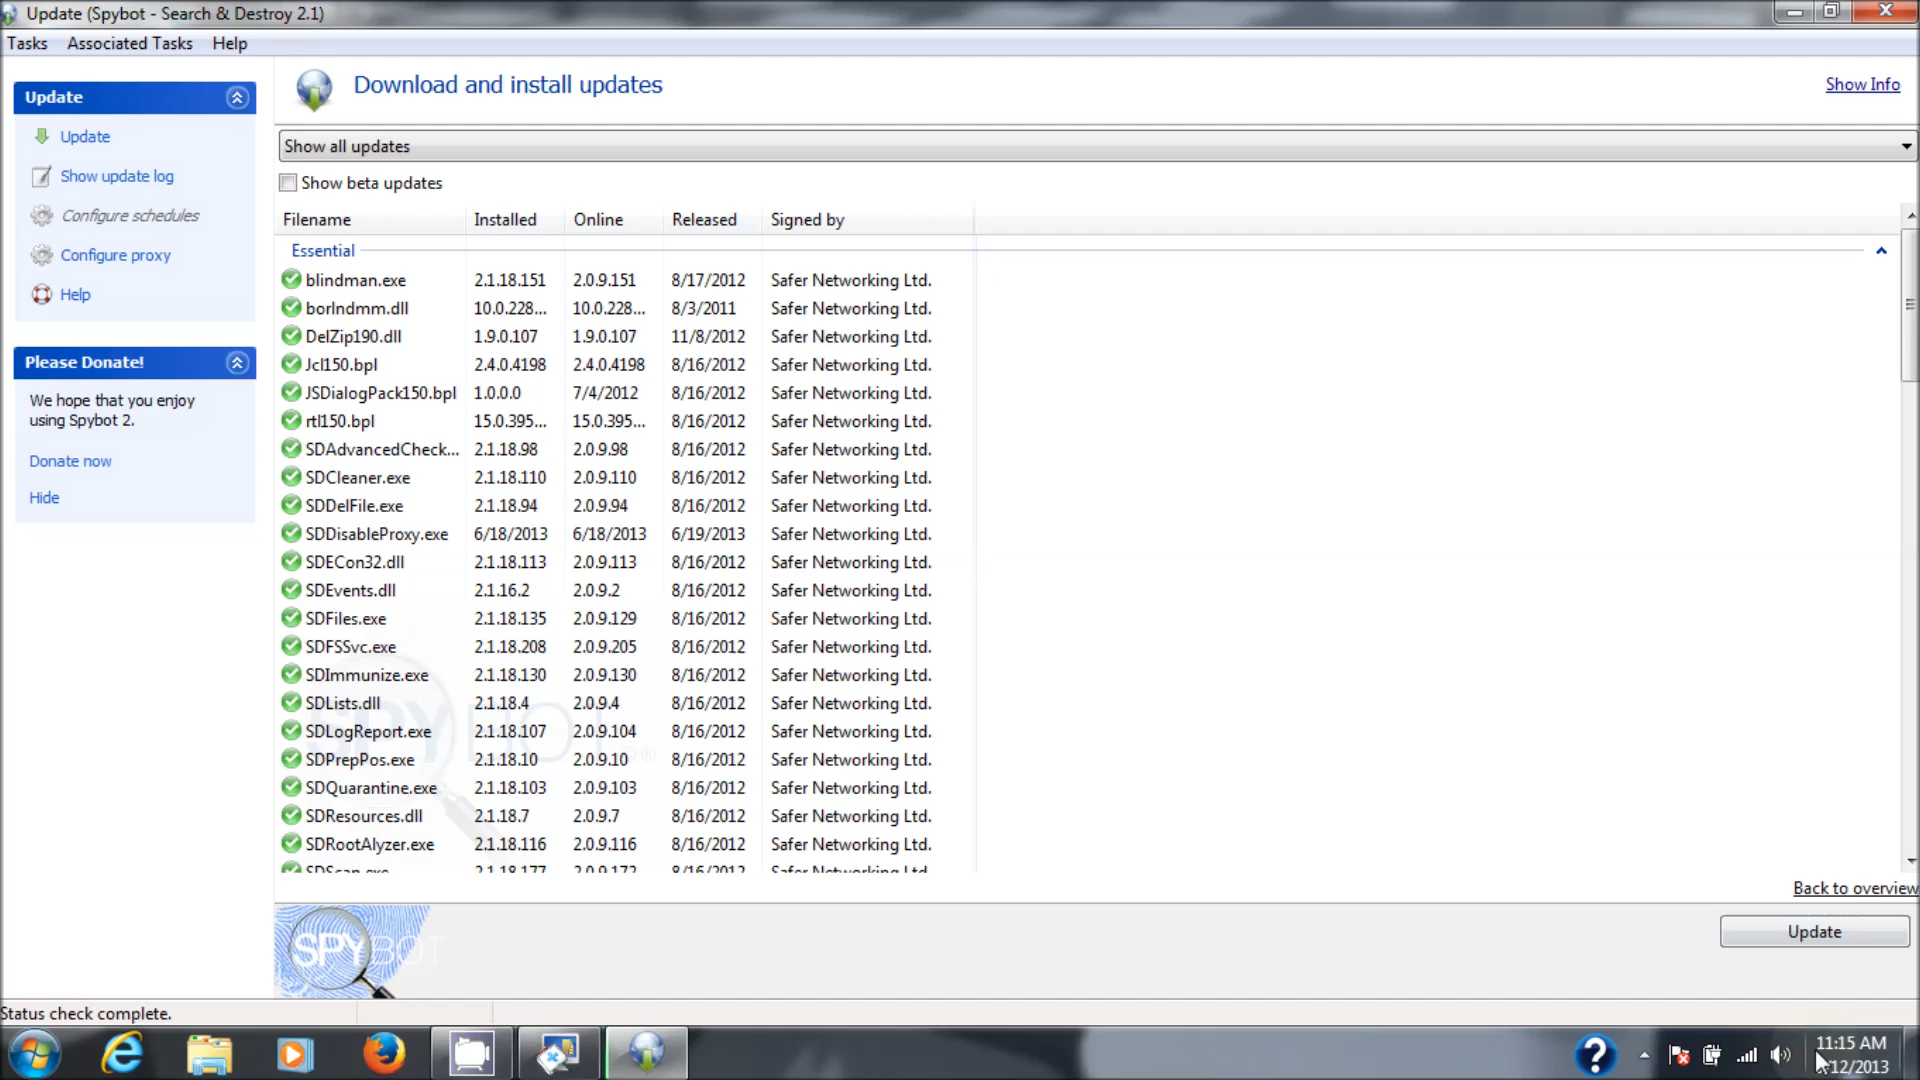 Update (Spybot - Search & Destroy 2.1)
Tasks Associated Tasks Help
Update
Update
Show update log
Configure schedules
Configure proxy
Help
Please Donate!
We hope that you enjoy
using Spybot 2.
Donate now
Hide
Download and install updates
Show Info
Show all updates
Show beta updates
Filename Installed Online Released Signed by
Essential
blindman.exe 2.1.18.151 2.0.9.151 8/17/2012 Safer Networking Ltd.
borlndmm.dll 10.0.228... 10.0.228... 8/3/2011 Safer Networking Ltd.
DelZip190.dll 1.9.0.107 1.9.0.107 11/8/2012 Safer Networking Ltd.
Jcl150.bpl 2.4.0.4198 2.4.0.4198 8/16/2012 Safer Networking Ltd.
JSDialogPack150.bpl 1.0.0.0 7/4/2012 8/16/2012 Safer Networking Ltd.
rtl150.bpl 15.0.395... 15.0.395... 8/16/2012 Safer Networking Ltd.
SDAdvancedCheck... 2.1.18.98 2.0.9.98 8/16/2012 Safer Networking Ltd.
SDCleaner.exe 2.1.18.110 2.0.9.110 8/16/2012 Safer Networking Ltd.
SDDelFile.exe 2.1.18.94 2.0.9.94 8/16/2012 Safer Networking Ltd.
SDDisableProxy.exe 6/18/2013 6/18/2013 6/19/2013 Safer Networking Ltd.
SDECon32.dll 2.1.18.113 2.0.9.113 8/16/2012 Safer Networking Ltd.
SDEvents.dll 2.1.16.2 2.0.9.2 8/16/2012 Safer Networking Ltd.
SDFiles.exe 2.1.18.135 2.0.9.129 8/16/2012 Safer Networking Ltd.
SDFSSvc.exe 2.1.18.208 2.0.9.205 8/16/2012 Safer Networking Ltd.
SDImmunize.exe 2.1.18.130 2.0.9.130 8/16/2012 Safer Networking Ltd.
SDLists.dll 2.1.18.4 2.0.9.4 8/16/2012 Safer Networking Ltd.
SDLogReport.exe 2.1.18.107 2.0.9.104 8/16/2012 Safer Networking Ltd.
SDPrepPos.exe 2.1.18.10 2.0.9.10 8/16/2012 Safer Networking Ltd.
SDQuarantine.exe 2.1.18.103 2.0.9.103 8/16/2012 Safer Networking Ltd.
SDResources.dll 2.1.18.7 2.0.9.7 8/16/2012 Safer Networking Ltd.
SDRootAlyzer.exe 2.1.18.116 2.0.9.116 8/16/2012 Safer Networking Ltd.
SDScan.exe 2.1.18.177 2.0.9.172 8/16/2012 Safer Networking Ltd.
SPYBOT
Back to overview
SPYBOT
Update
Status check complete.
11:15 AM
/12/2013